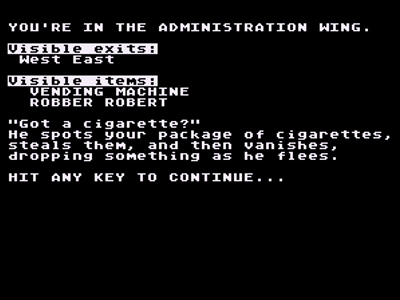 YOU'RE IN THE ADMINISTRATION WING.
Visible exits:
West East
Visible items:
VENDING MACHINE
ROBBER ROBERT
"Got a cigarette?"
He spots your package of cigarettes,
steals them, and then vanishes,
dropping something as he flees.
HIT ANY KEY TO CONTINUE...